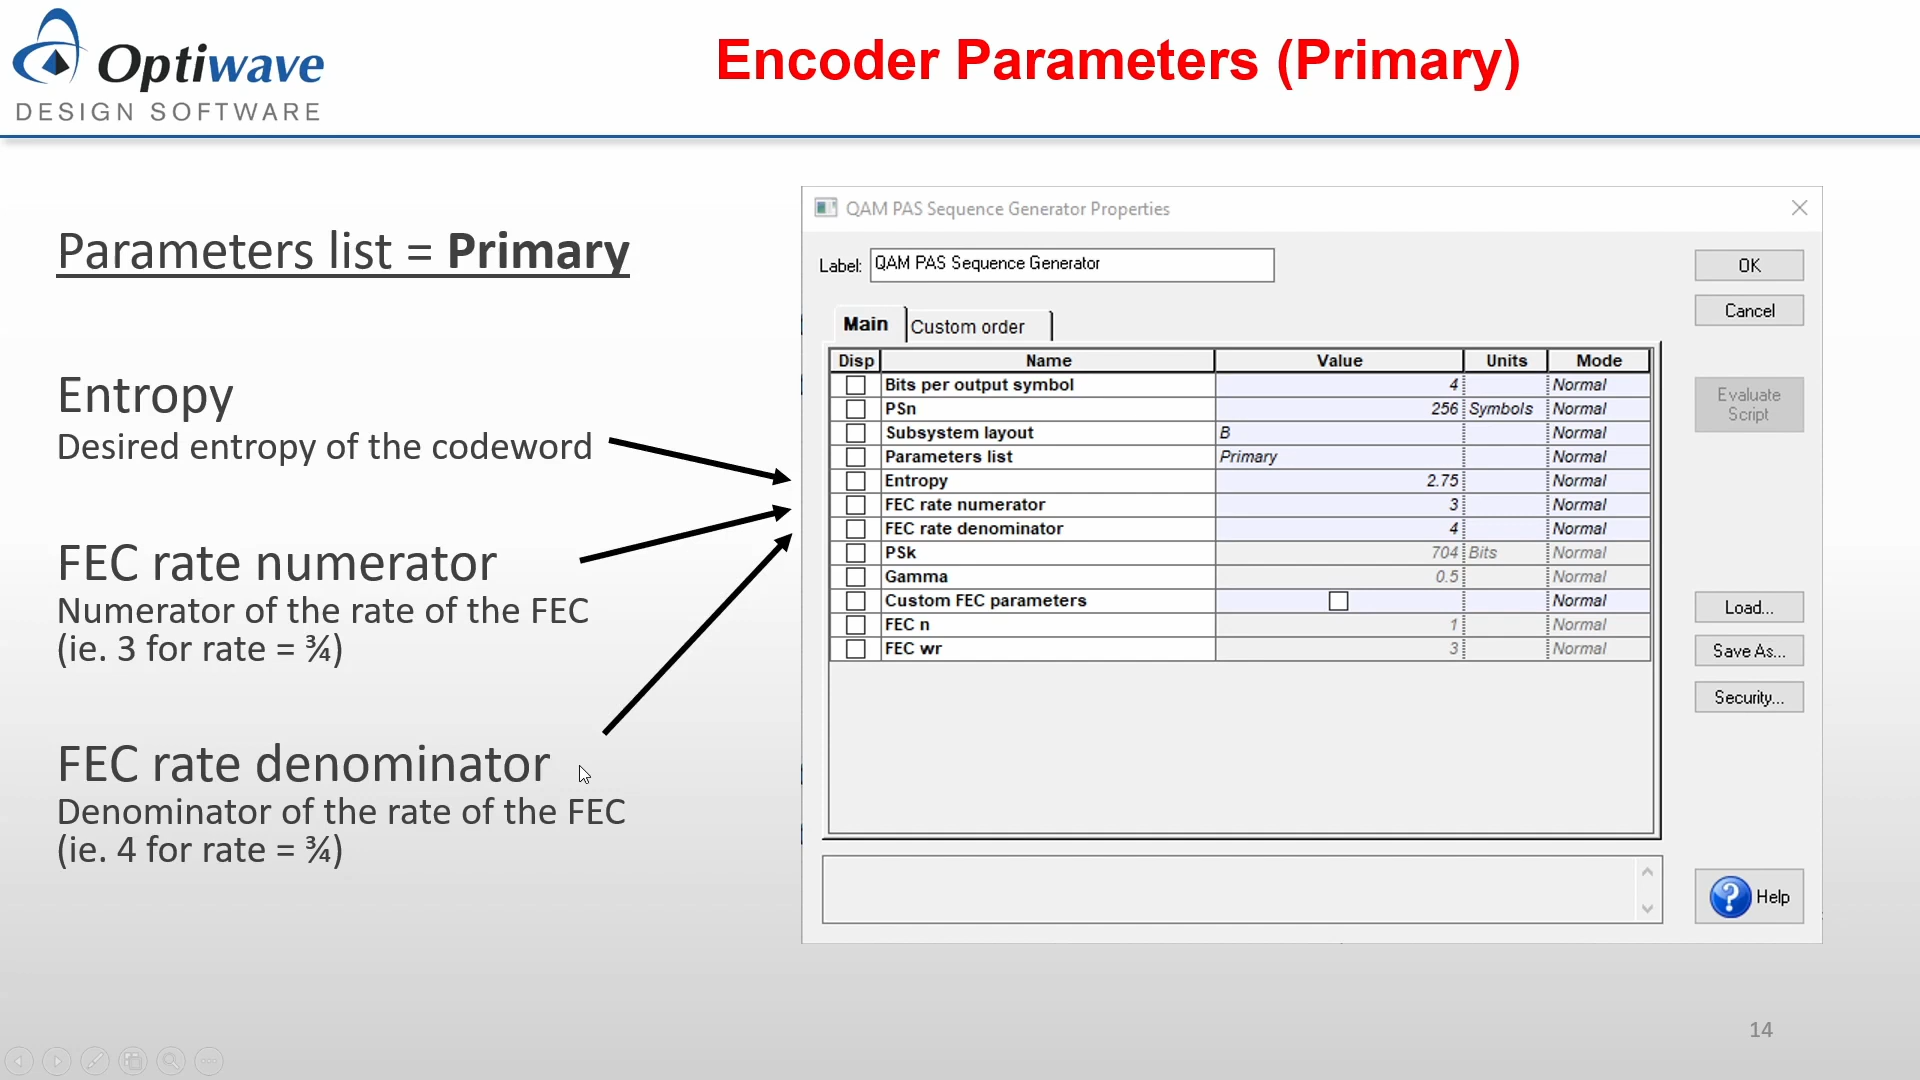 Optiwave
DESIGN SOFTWARE
Encoder Parameters (Primary)
Parameters list = Primary
Entropy
Desired entropy of the codeword
FEC rate numerator
Numerator of the rate of the FEC
(ie. 3 for rate = ¾)
FEC rate denominator
Denominator of the rate of the FEC
(ie. 4 for rate = ¾)
QAM PAS Sequence Generator Properties
Label: QAM PAS Sequence Generator
OK
Cancel
Evaluate
Script
Load...
Save As...
Security...
Help
Main Custom order
Disp Name Value Units Mode
Bits per output symbol 4 Normal
PSn 256 Symbols Normal
Subsystem layout B Normal
Parameters list Primary Normal
Entropy 2.75 Normal
FEC rate numerator 3 Normal
FEC rate denominator 4 Normal
PSk 704 Bits Normal
Gamma 0.5 Normal
Custom FEC parameters Normal
FEC n 1 Normal
FEC wr 3 Normal
14